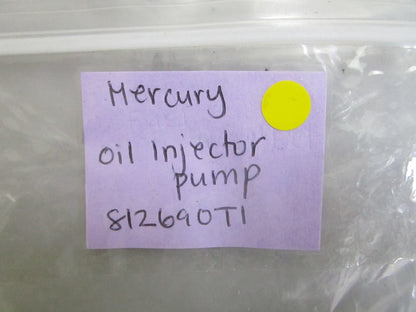 Mercury
Oil Injector
pump
812690T1